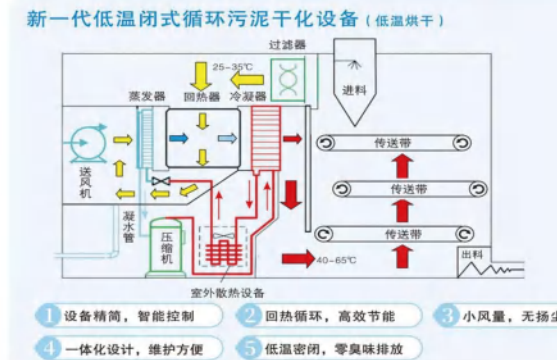 新一代低温闭式循环污泥干化设备（低温烘干）
过滤器
25-35℃
蒸发器
回热器
冷凝器
进料
送风机
传送带
传送带
传送带
凝水管
压缩机
40-65℃
出料
室外散热设备
1 设备精简，智能控制
2 回热循环，高效节能
3 小风量，无扬尘
4 一体化设计，维护方便
5 低温密闭，零臭味排放